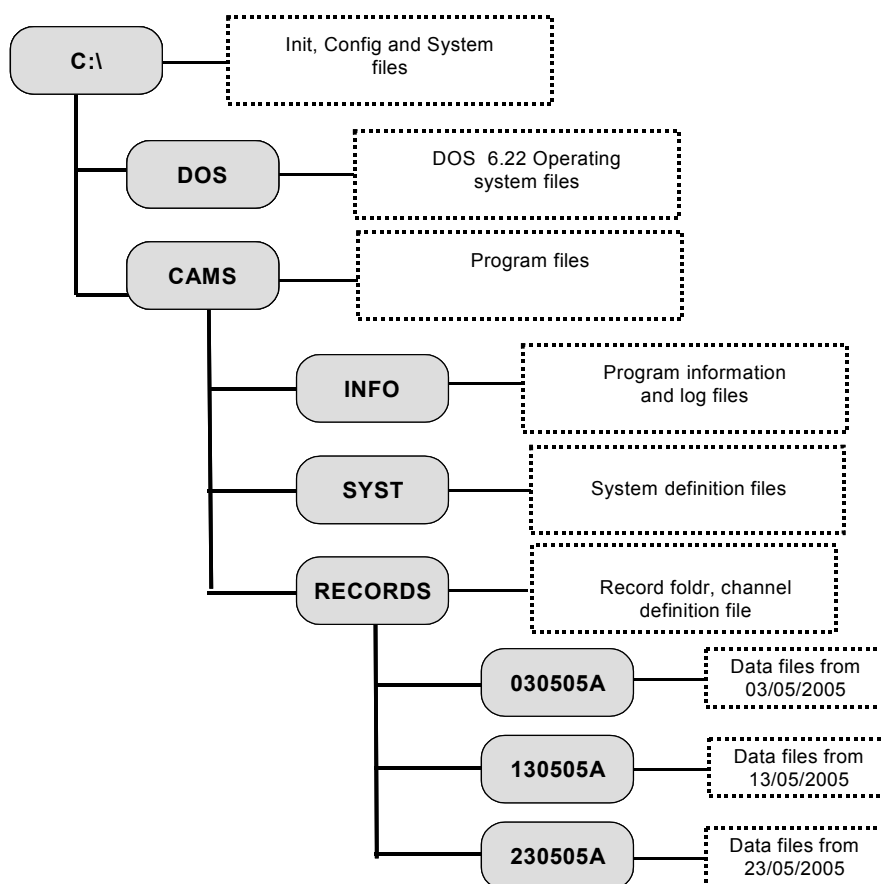 C:\
Init, Config and System
files
DOS
DOS 6.22 Operating
system files
CAMS
Program files
INFO
Program information
and log files
SYST
System definition files
RECORDS
Record foldr, channel
definition file
030505A
Data files from
03/05/2005
130505A
Data files from
13/05/2005
230505A
Data files from
23/05/2005